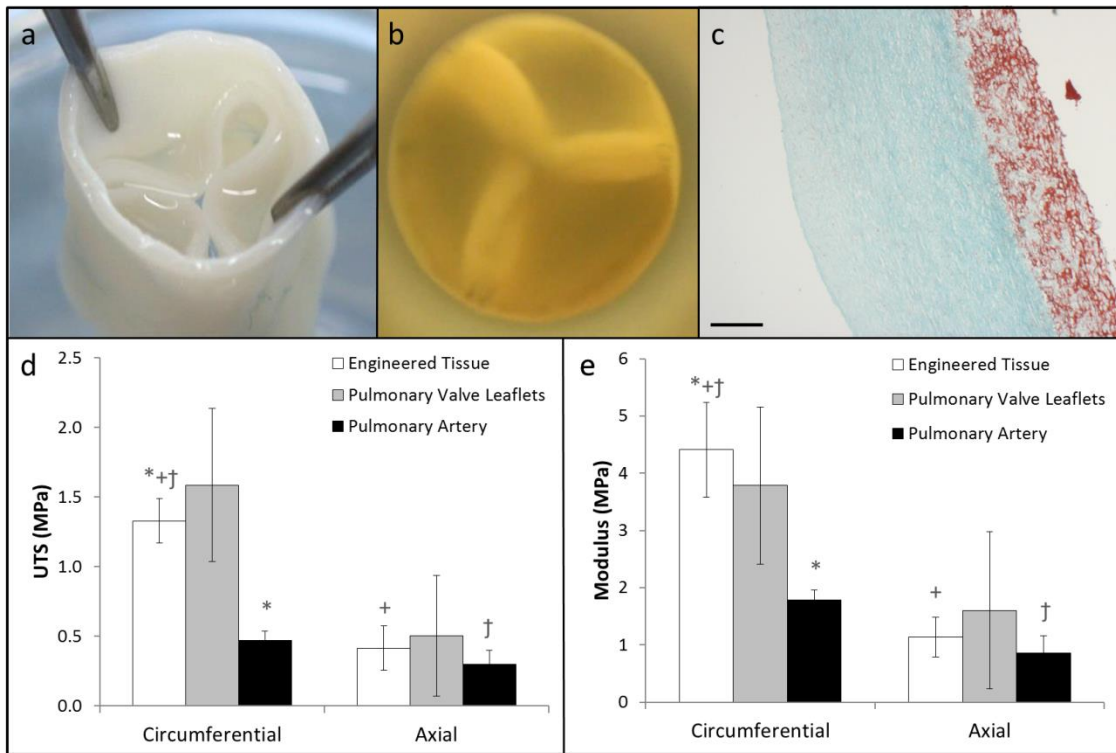 a
b
c
d
2.5
2.0
1.5
1.0
0.5
0.0
UTS (MPa)
Engineered Tissue
Pulmonary Valve Leaflets
Pulmonary Artery
*+†
*
+
†
Circumferential
Axial
e
6
5
4
3
2
1
0
Modulus (MPa)
Engineered Tissue
Pulmonary Valve Leaflets
Pulmonary Artery
*+†
*
+
†
Circumferential
Axial